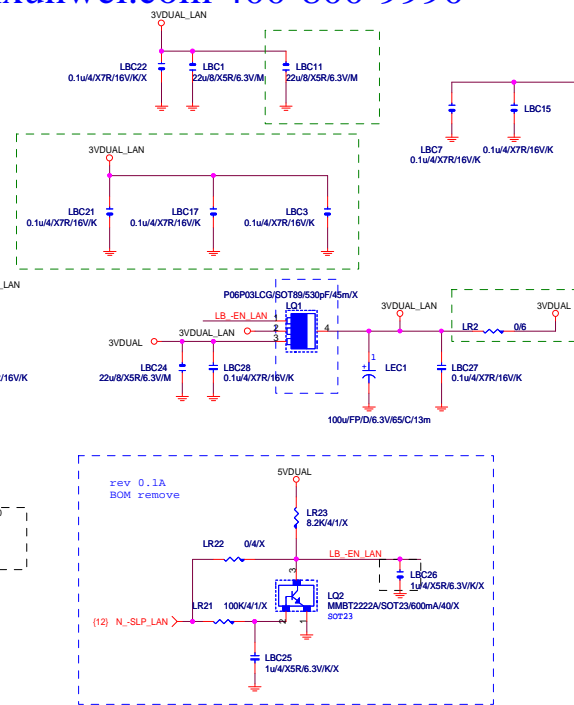 3VDUAL_LAN
LBC22
0.1u/4/X7R/16V/K/X
LBC1
22u/8/X5R/6.3V/M
LBC11
22u/8/X5R/6.3V/M
LBC7
0.1u/4/X7R/16V/K
LBC15
0.1u/4/X7R/16V/K
3VDUAL_LAN
LBC21
0.1u/4/X7R/16V/K
LBC17
0.1u/4/X7R/16V/K
LBC3
0.1u/4/X7R/16V/K
_LAN
P06P03LCG/SOT89/530pF/45m/X
LQ1
LB_-EN_LAN
1
3VDUAL_LAN
2
3VDUAL
3
4
LBC24
22u/8/X5R/6.3V/M
LBC28
0.1u/4/X7R/16V/K
3VDUAL_LAN
1
+
LEC1
100u/FP/D/6.3V/65/C/13m
LBC27
0.1u/4/X7R/16V/K
LR2
0/6
3VDUAL
/16V/K
rev 0.1A
BOM remove
5VDUAL
LR23
8.2K/4/1/X
LR22
0/4/X
LB_-EN_LAN
LBC26
1u/4/X5R/6.3V/K/X
3
LQ2
MMBT2222A/SOT23/600mA/40/X
SOT23
2
1
LR21
100K/4/1/X
{12}
N_-SLP_LAN
LBC25
1u/4/X5R/6.3V/K/X